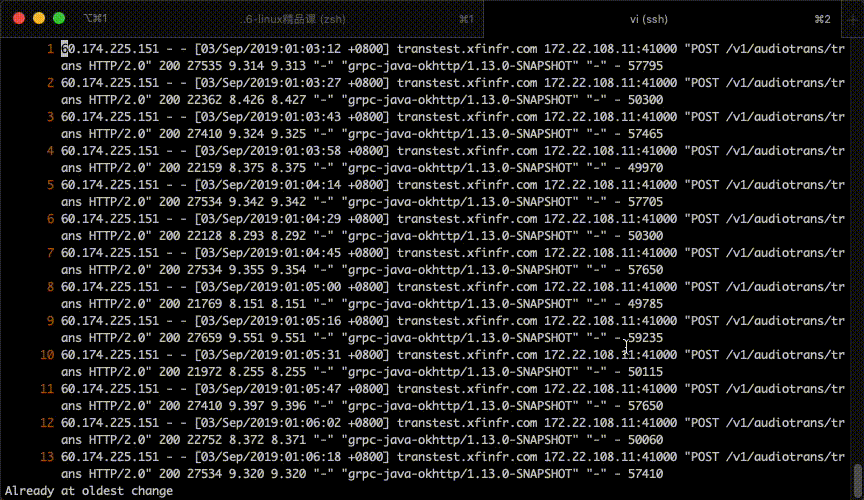 ⌥⌘1
..6-linux精品课 (zsh)
⌘1
vi (ssh)
⌘2
1 60.174.225.151 - - [03/Sep/2019:01:03:12 +0800] transtest.xfinfr.com 172.22.108.11:41000 "POST /v1/audiotrans/tr
ans HTTP/2.0" 200 27535 9.314 9.313 "-" "grpc-java-okhttp/1.13.0-SNAPSHOT" "-" - 57795
2 60.174.225.151 - - [03/Sep/2019:01:03:27 +0800] transtest.xfinfr.com 172.22.108.11:41000 "POST /v1/audiotrans/tr
ans HTTP/2.0" 200 22362 8.426 8.427 "-" "grpc-java-okhttp/1.13.0-SNAPSHOT" "-" - 50300
3 60.174.225.151 - - [03/Sep/2019:01:03:43 +0800] transtest.xfinfr.com 172.22.108.11:41000 "POST /v1/audiotrans/tr
ans HTTP/2.0" 200 27410 9.324 9.325 "-" "grpc-java-okhttp/1.13.0-SNAPSHOT" "-" - 57465
4 60.174.225.151 - - [03/Sep/2019:01:03:58 +0800] transtest.xfinfr.com 172.22.108.11:41000 "POST /v1/audiotrans/tr
ans HTTP/2.0" 200 22159 8.375 8.375 "-" "grpc-java-okhttp/1.13.0-SNAPSHOT" "-" - 49970
5 60.174.225.151 - - [03/Sep/2019:01:04:14 +0800] transtest.xfinfr.com 172.22.108.11:41000 "POST /v1/audiotrans/tr
ans HTTP/2.0" 200 27534 9.342 9.342 "-" "grpc-java-okhttp/1.13.0-SNAPSHOT" "-" - 57705
6 60.174.225.151 - - [03/Sep/2019:01:04:29 +0800] transtest.xfinfr.com 172.22.108.11:41000 "POST /v1/audiotrans/tr
ans HTTP/2.0" 200 22128 8.293 8.292 "-" "grpc-java-okhttp/1.13.0-SNAPSHOT" "-" - 50300
7 60.174.225.151 - - [03/Sep/2019:01:04:45 +0800] transtest.xfinfr.com 172.22.108.11:41000 "POST /v1/audiotrans/tr
ans HTTP/2.0" 200 27534 9.355 9.354 "-" "grpc-java-okhttp/1.13.0-SNAPSHOT" "-" - 57650
8 60.174.225.151 - - [03/Sep/2019:01:05:00 +0800] transtest.xfinfr.com 172.22.108.11:41000 "POST /v1/audiotrans/tr
ans HTTP/2.0" 200 21769 8.151 8.151 "-" "grpc-java-okhttp/1.13.0-SNAPSHOT" "-" - 49785
9 60.174.225.151 - - [03/Sep/2019:01:05:16 +0800] transtest.xfinfr.com 172.22.108.11:41000 "POST /v1/audiotrans/tr
ans HTTP/2.0" 200 27659 9.551 9.551 "-" "grpc-java-okhttp/1.13.0-SNAPSHOT" "-" - 59235
10 60.174.225.151 - - [03/Sep/2019:01:05:31 +0800] transtest.xfinfr.com 172.22.108.11:41000 "POST /v1/audiotrans/tr
ans HTTP/2.0" 200 21972 8.255 8.255 "-" "grpc-java-okhttp/1.13.0-SNAPSHOT" "-" - 50115
11 60.174.225.151 - - [03/Sep/2019:01:05:47 +0800] transtest.xfinfr.com 172.22.108.11:41000 "POST /v1/audiotrans/tr
ans HTTP/2.0" 200 27410 9.397 9.396 "-" "grpc-java-okhttp/1.13.0-SNAPSHOT" "-" - 57650
12 60.174.225.151 - - [03/Sep/2019:01:06:02 +0800] transtest.xfinfr.com 172.22.108.11:41000 "POST /v1/audiotrans/tr
ans HTTP/2.0" 200 22752 8.372 8.371 "-" "grpc-java-okhttp/1.13.0-SNAPSHOT" "-" - 50060
13 60.174.225.151 - - [03/Sep/2019:01:06:18 +0800] transtest.xfinfr.com 172.22.108.11:41000 "POST /v1/audiotrans/tr
ans HTTP/2.0" 200 27534 9.320 9.320 "-" "grpc-java-okhttp/1.13.0-SNAPSHOT" "-" - 57410
Already at oldest change